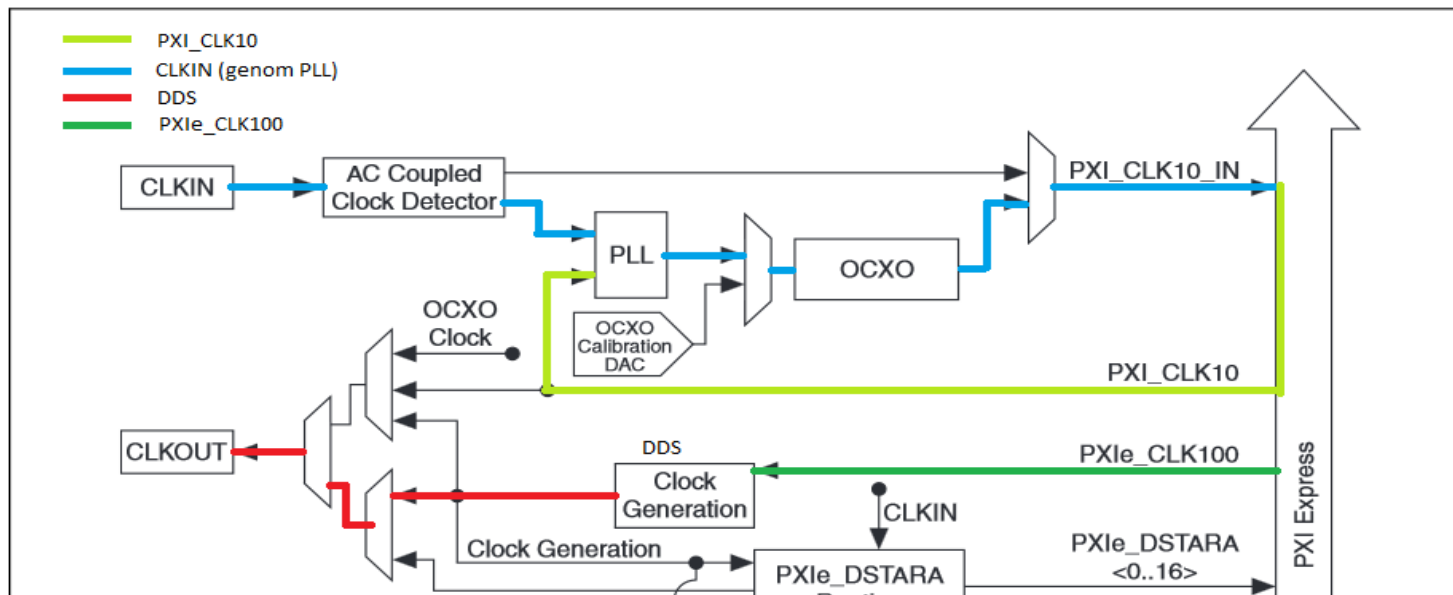 PXI_CLK10
CLKIN (genom PLL)
DDS
PXIe_CLK100
CLKIN
AC Coupled
Clock Detector
PXI_CLK10_IN
PLL
OCXO
OCXO
Clock
OCXO
Calibration
DAC
PXI_CLK10
CLKOUT
DDS
Clock
Generation
PXIe_CLK100
CLKIN
Clock Generation
PXIe_DSTARA
PXIe_DSTARA
<0..16>
PXI Express